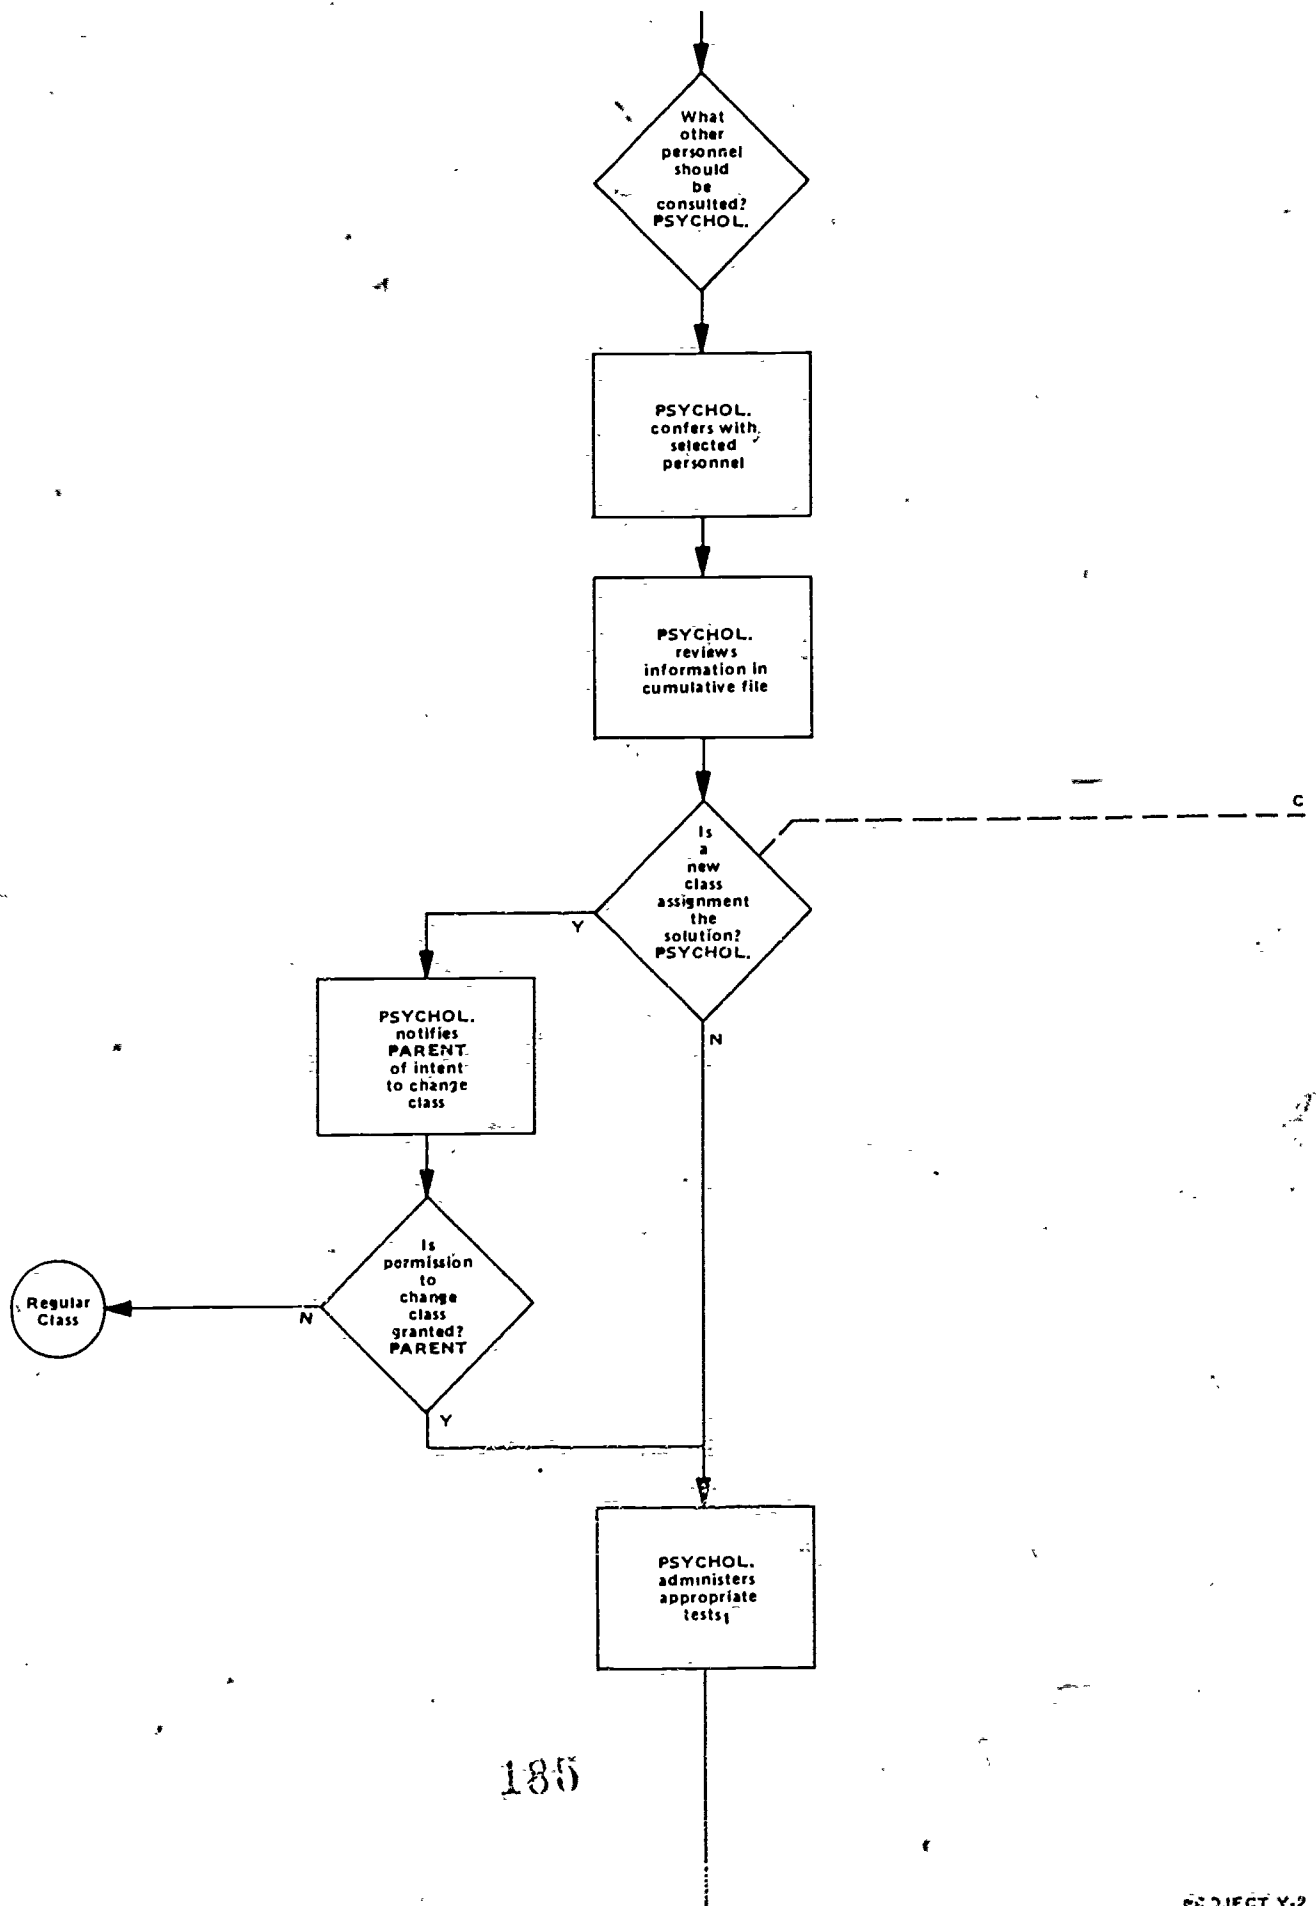 What
other
personnel
should
be
consulted?
PSYCHOL.
PSYCHOL.
confers with
selected
personnel
PSYCHOL.
reviews
information in
cumulative file
C
Is
a
new
class
assignment
the
solution?
PSYCHOL.
Y
N
PSYCHOL.
notifies
PARENT
of intent
to change
class
Is
permission
to
change
class
granted?
PARENT
N
Regular
Class
Y
PSYCHOL.
administers
appropriate
tests1
185
PROJECT